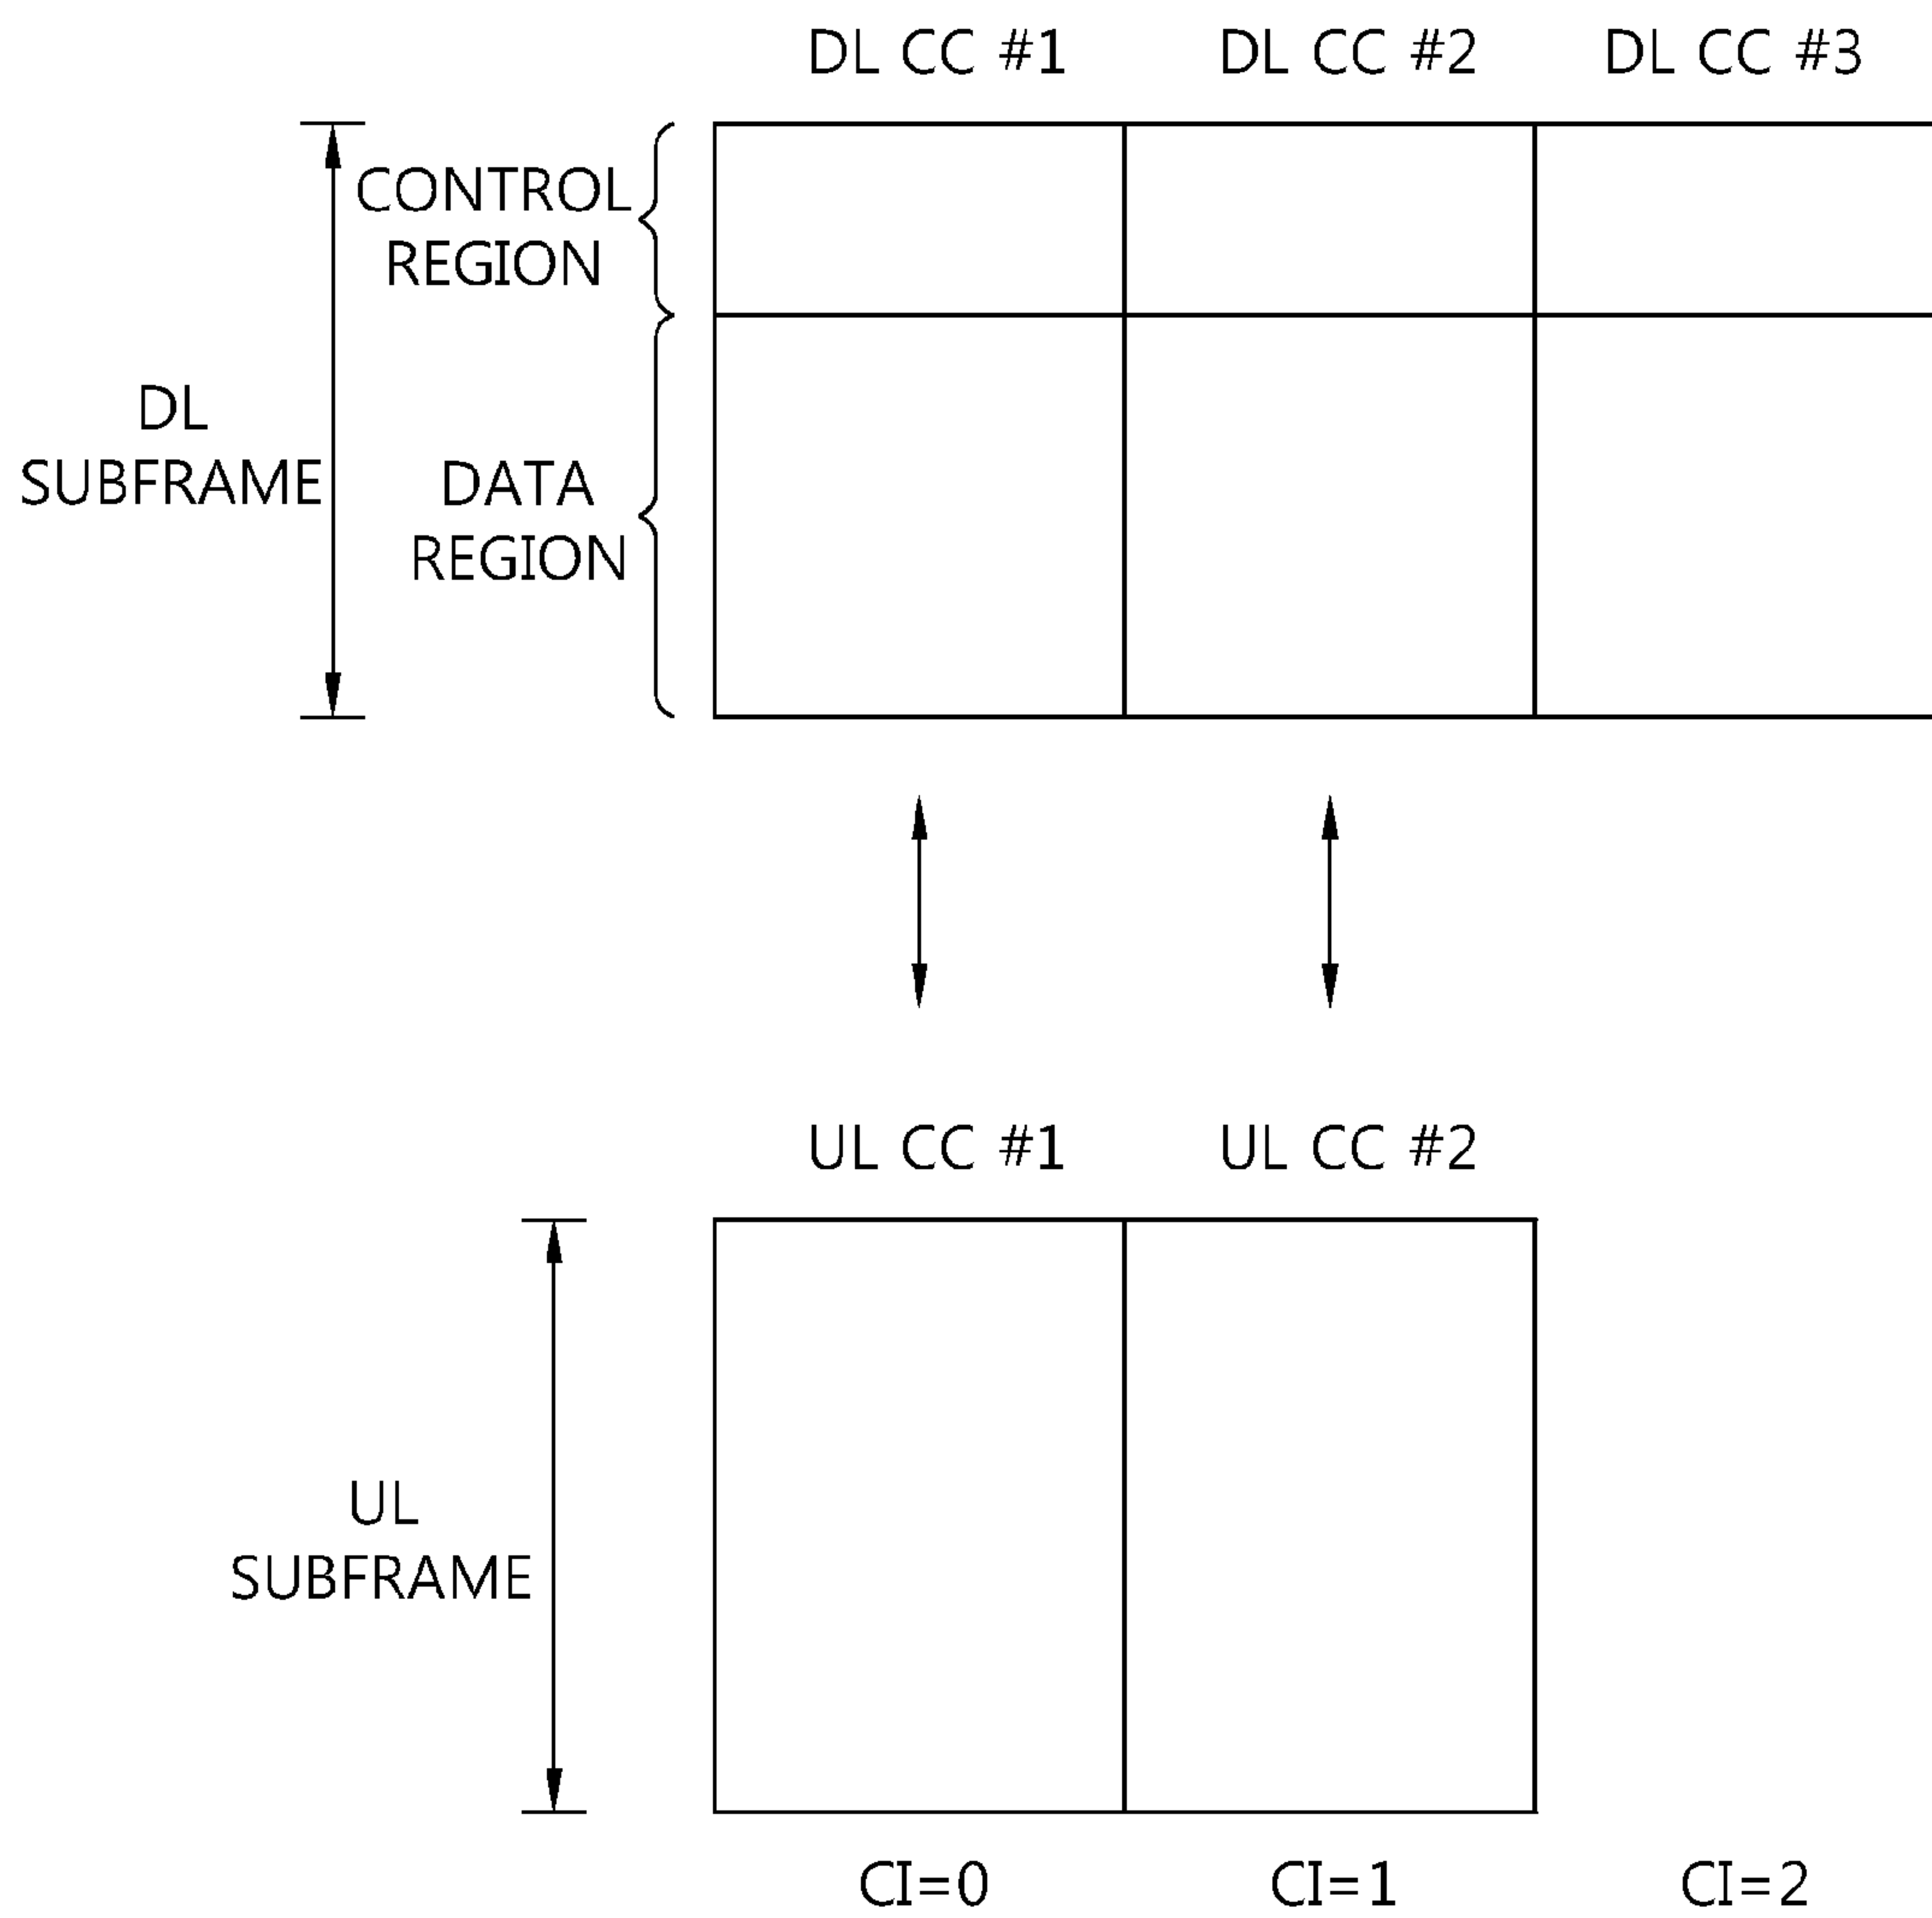 DL CC #1 DL CC #2 DL CC #3
CONTROL
REGION
DL
SUBFRAME
DATA
REGION
UL CC #1 UL CC #2
UL
SUBFRAME
CI=0 CI=1 CI=2